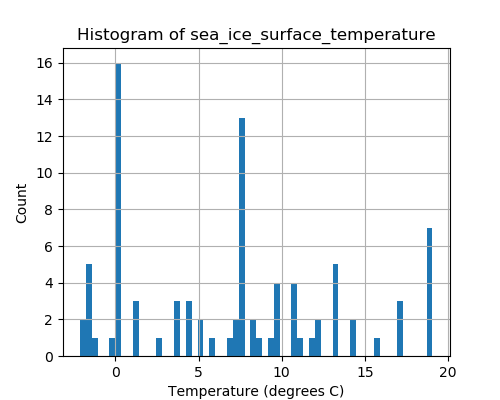 Histogram of sea_ice_surface_temperature
16
14
12
10
8
6
4
2
0
Count
0 5 10 15 20
Temperature (degrees C)